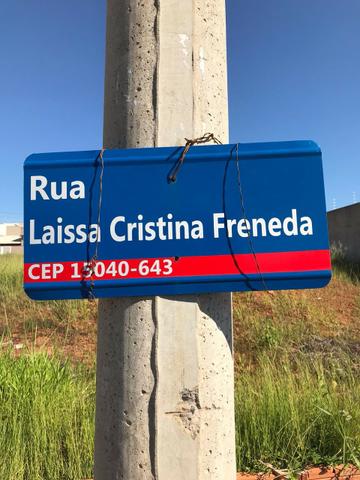 Rua
Laissa Cristina Freneda
CEP 15040-643